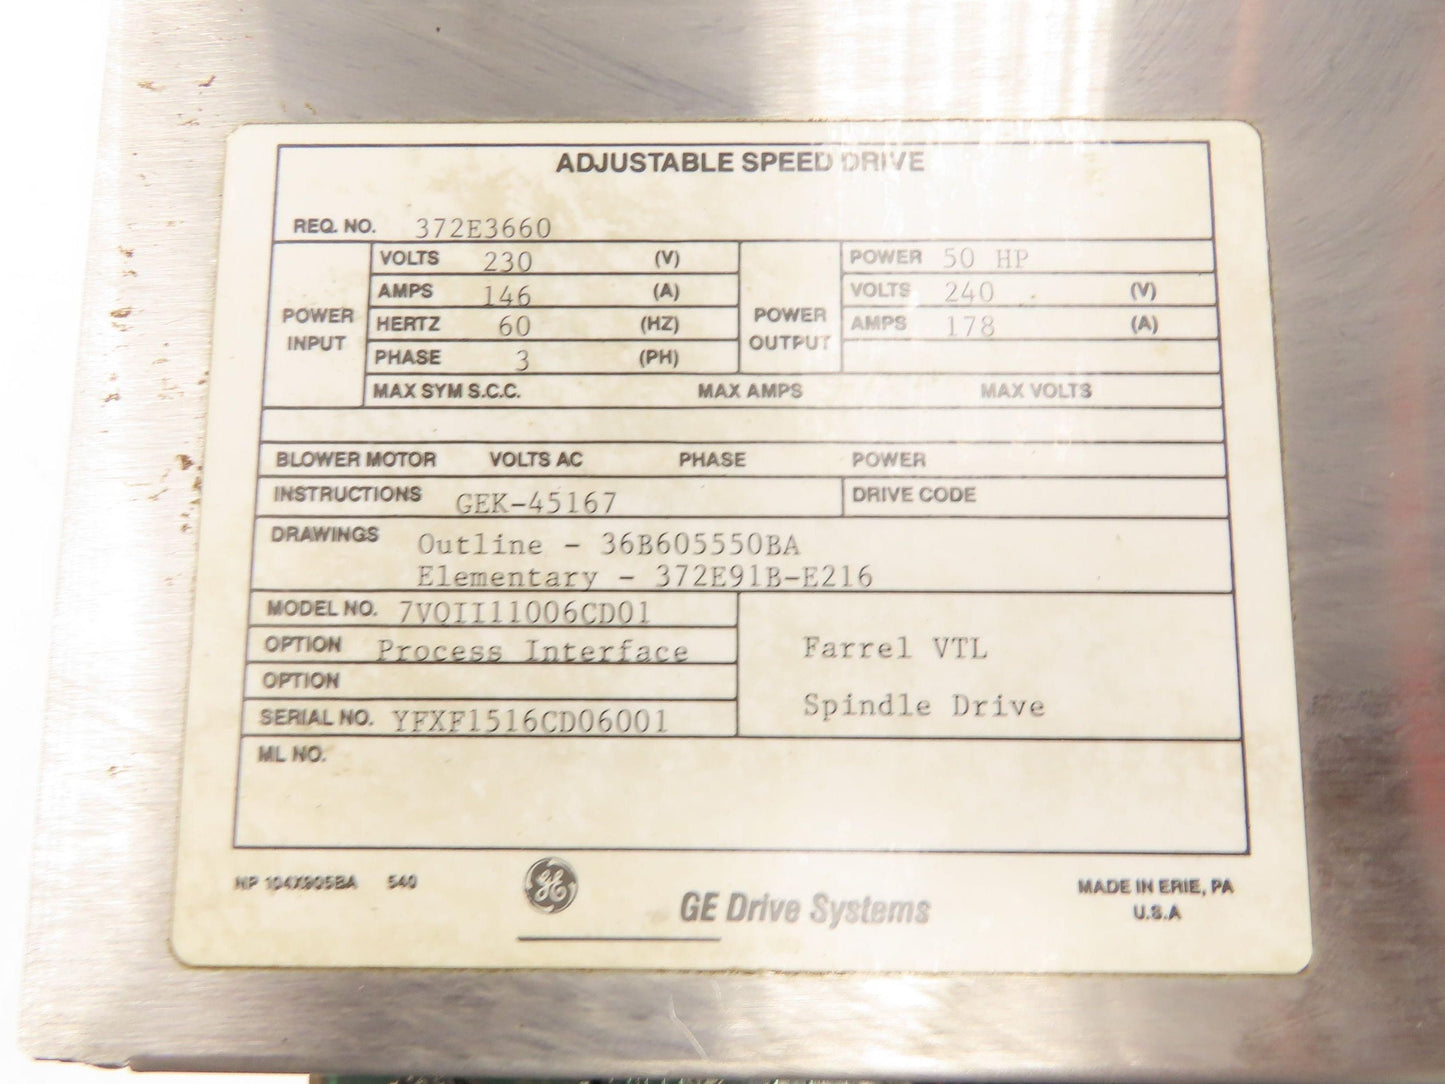 ADJUSTABLE SPEED DRIVE
REQ. NO. 372E3660
POWER INPUT
VOLTS 230 (V)
AMPS 146 (A)
HERTZ 60 (HZ)
PHASE 3 (PH)
POWER OUTPUT
POWER 50 HP
VOLTS 240 (V)
AMPS 178 (A)
MAX SYM S.C.C. MAX AMPS MAX VOLTS
BLOWER MOTOR VOLTS AC PHASE POWER
INSTRUCTIONS GEK-45167 DRIVE CODE
DRAWINGS Outline - 36B605550BA
Elementary - 372E91B-E216
MODEL NO. 7VQII11006CD01
OPTION Process Interface
OPTION
SERIAL NO. YFXF1516CD06001
Farrel VTL
Spindle Drive
ML NO.
NP 104X905BA 540
GE
GE Drive Systems
MADE IN ERIE, PA
U.S.A